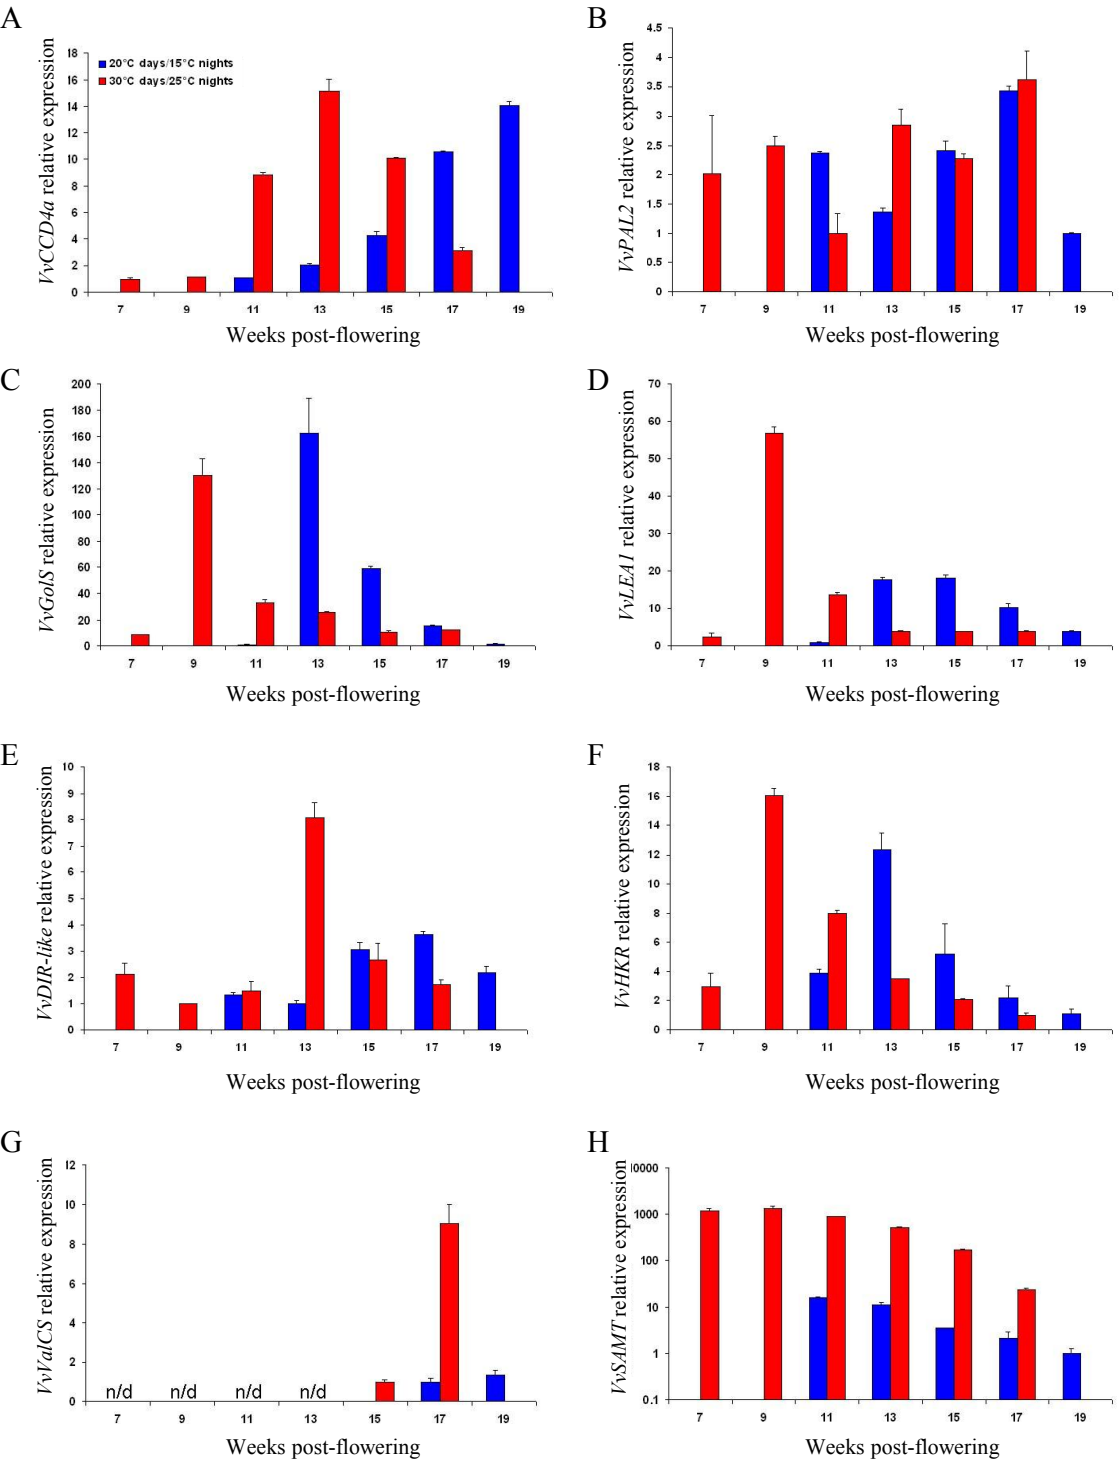 A
VvCCD4a relative expression
18
16
14
12
10
8
6
4
2
0
20°C days/15°C nights
30°C days/25°C nights
7 9 11 13 15 17 19
Weeks post-flowering
B
VvPAL2 relative expression
4.5
4
3.5
3
2.5
2
1.5
1
0.5
0
7 9 11 13 15 17 19
Weeks post-flowering
C
VvGolS relative expression
200
180
160
140
120
100
80
60
40
20
0
7 9 11 13 15 17 19
Weeks post-flowering
D
VvLEA1 relative expression
70
60
50
40
30
20
10
0
7 9 11 13 15 17 19
Weeks post-flowering
E
VvDIR-like relative expression
10
9
8
7
6
5
4
3
2
1
0
7 9 11 13 15 17 19
Weeks post-flowering
F
VvHKR relative expression
18
16
14
12
10
8
6
4
2
0
7 9 11 13 15 17 19
Weeks post-flowering
G
VvValCS relative expression
12
10
8
6
4
2
0
n/d n/d n/d n/d
7 9 11 13 15 17 19
Weeks post-flowering
H
VvSAMT relative expression
10000
1000
100
10
1
0.1
7 9 11 13 15 17 19
Weeks post-flowering